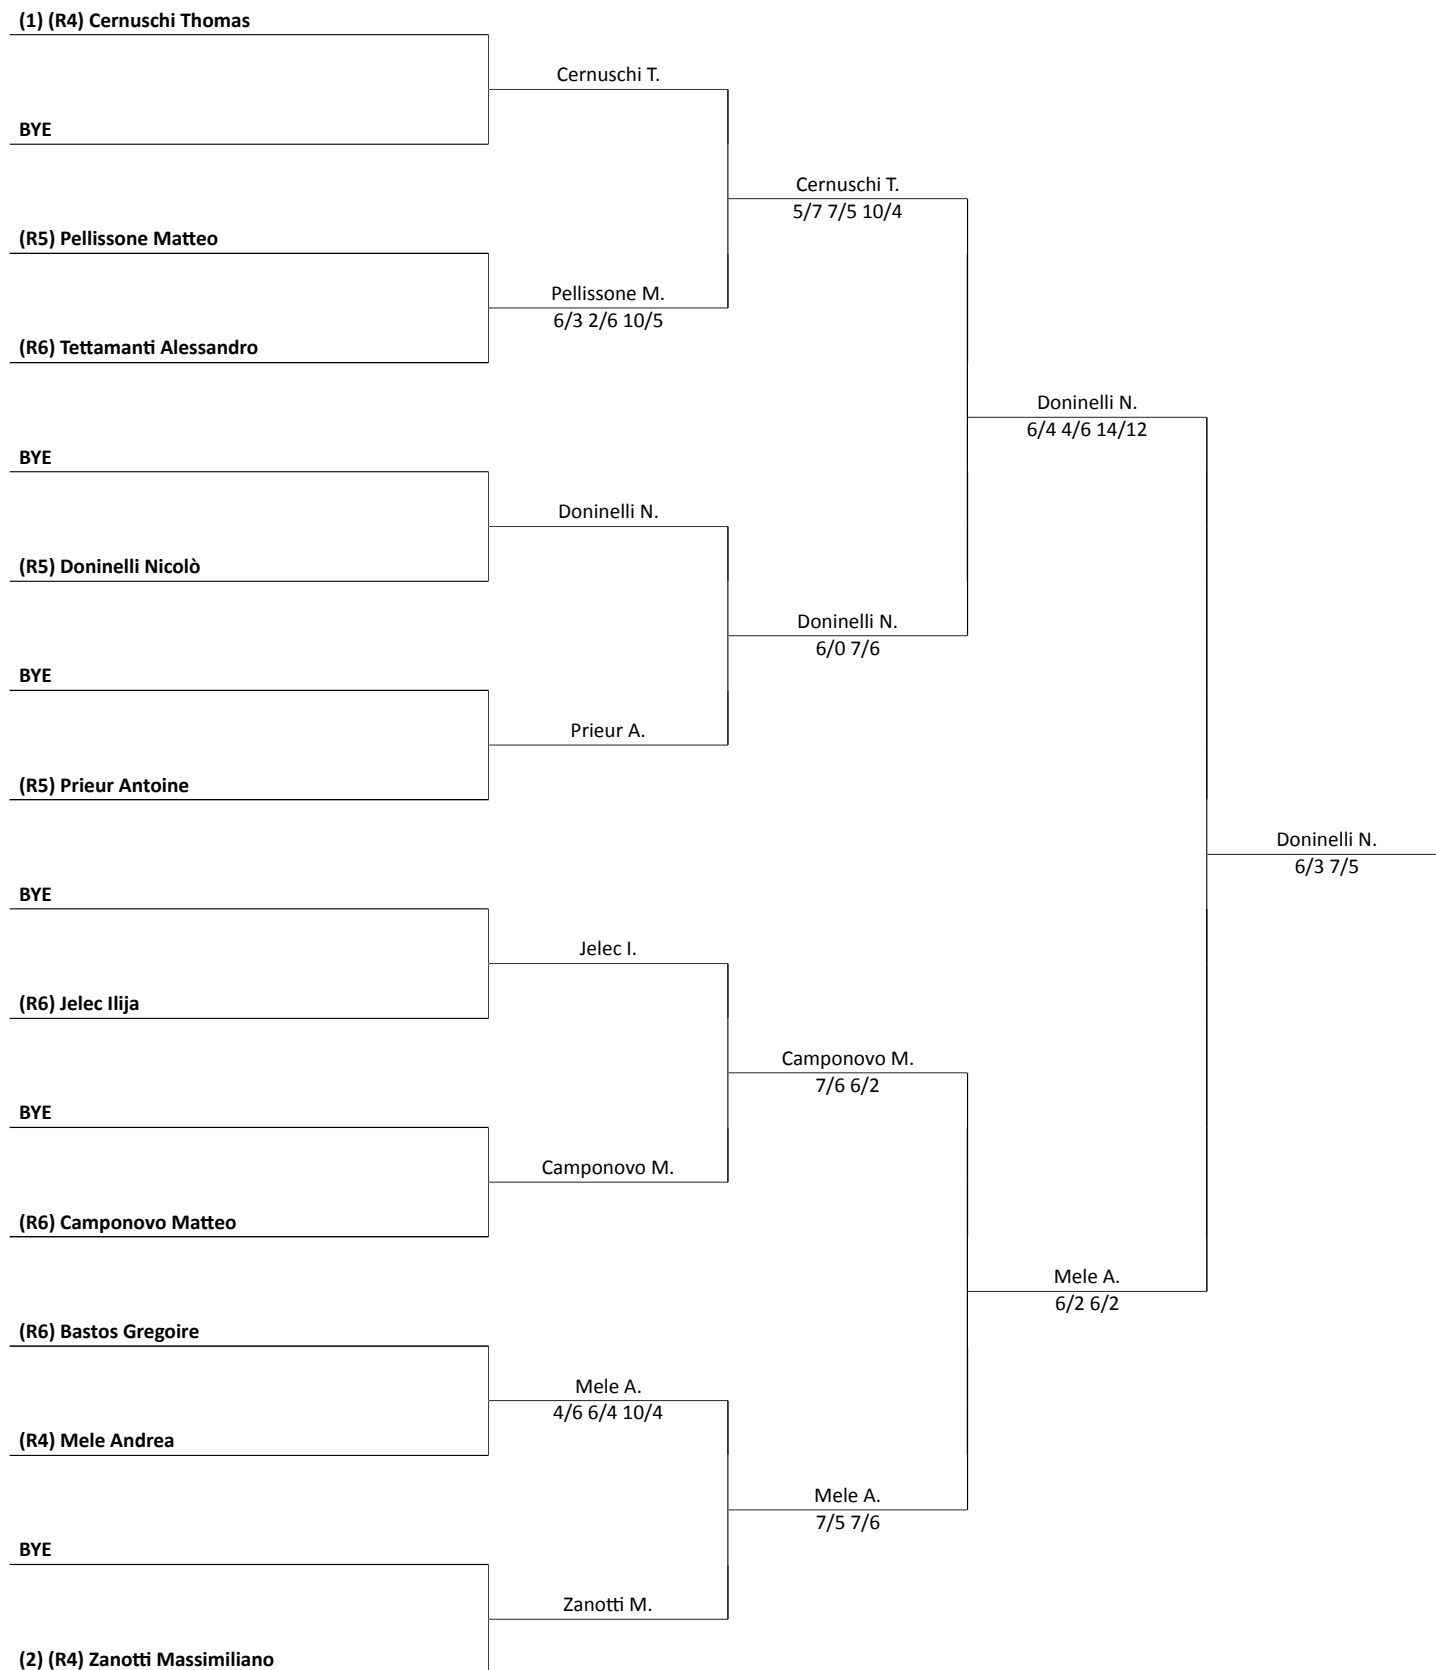 (1) (R4) Cernuschi Thomas
Cernuschi T.
BYE
Cernuschi T.
5/7 7/5 10/4
(R5) Pellissone Matteo
Pellissone M.
6/3 2/6 10/5
(R6) Tettamanti Alessandro
Doninelli N.
6/4 4/6 14/12
BYE
Doninelli N.
(R5) Doninelli Nicolò
Doninelli N.
6/0 7/6
BYE
Prieur A.
(R5) Prieur Antoine
Doninelli N.
6/3 7/5
BYE
Jelec I.
(R6) Jelec Ilija
Camponovo M.
7/6 6/2
BYE
Camponovo M.
(R6) Camponovo Matteo
Mele A.
6/2 6/2
(R6) Bastos Gregoire
Mele A.
4/6 6/4 10/4
(R4) Mele Andrea
Mele A.
7/5 7/6
BYE
Zanotti M.
(2) (R4) Zanotti Massimiliano